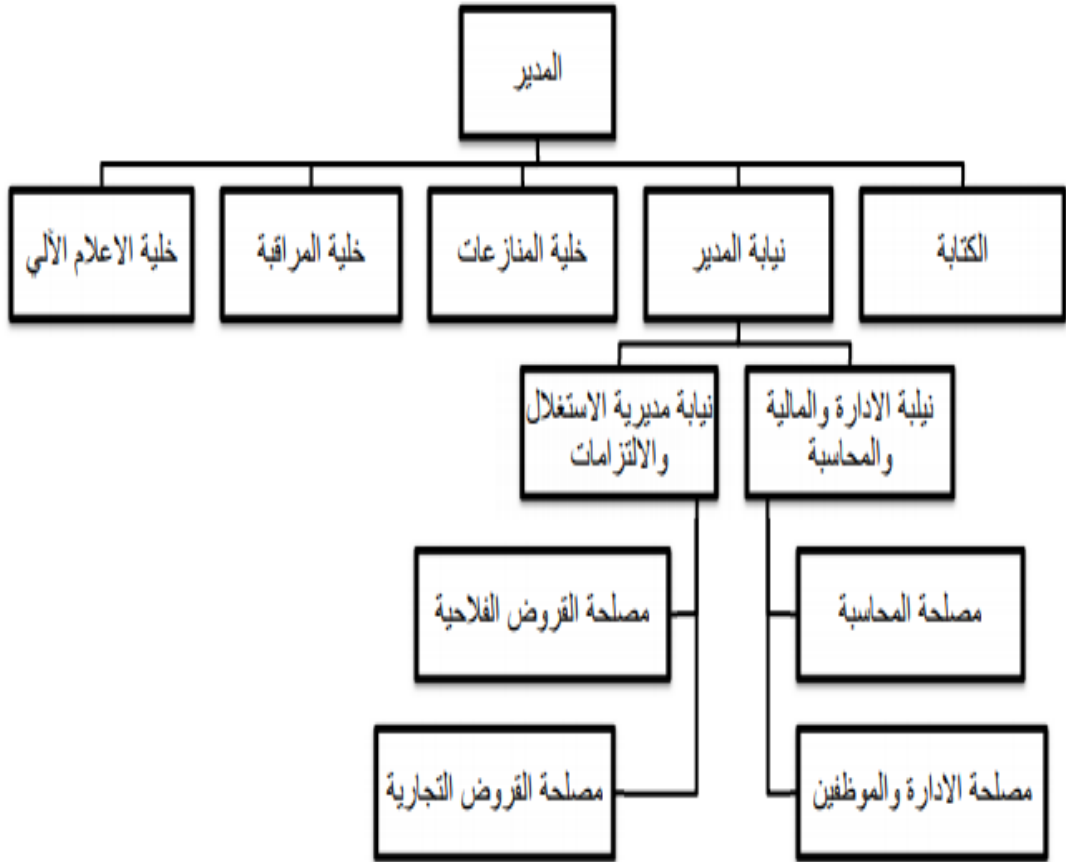 المدير
الكتابة
نيابة المدير
خلية المنازعات
خلية المراقبة
خلية الاعلام الألي
نيلبة الادارة والمالية
والمحاسبة
نيابة مديرية الاستغلال
والالتزامات
مصلحة المحاسبة
مصلحة القروض الفلاحية
مصلحة الادارة والموظفين
مصلحة القروض التجارية